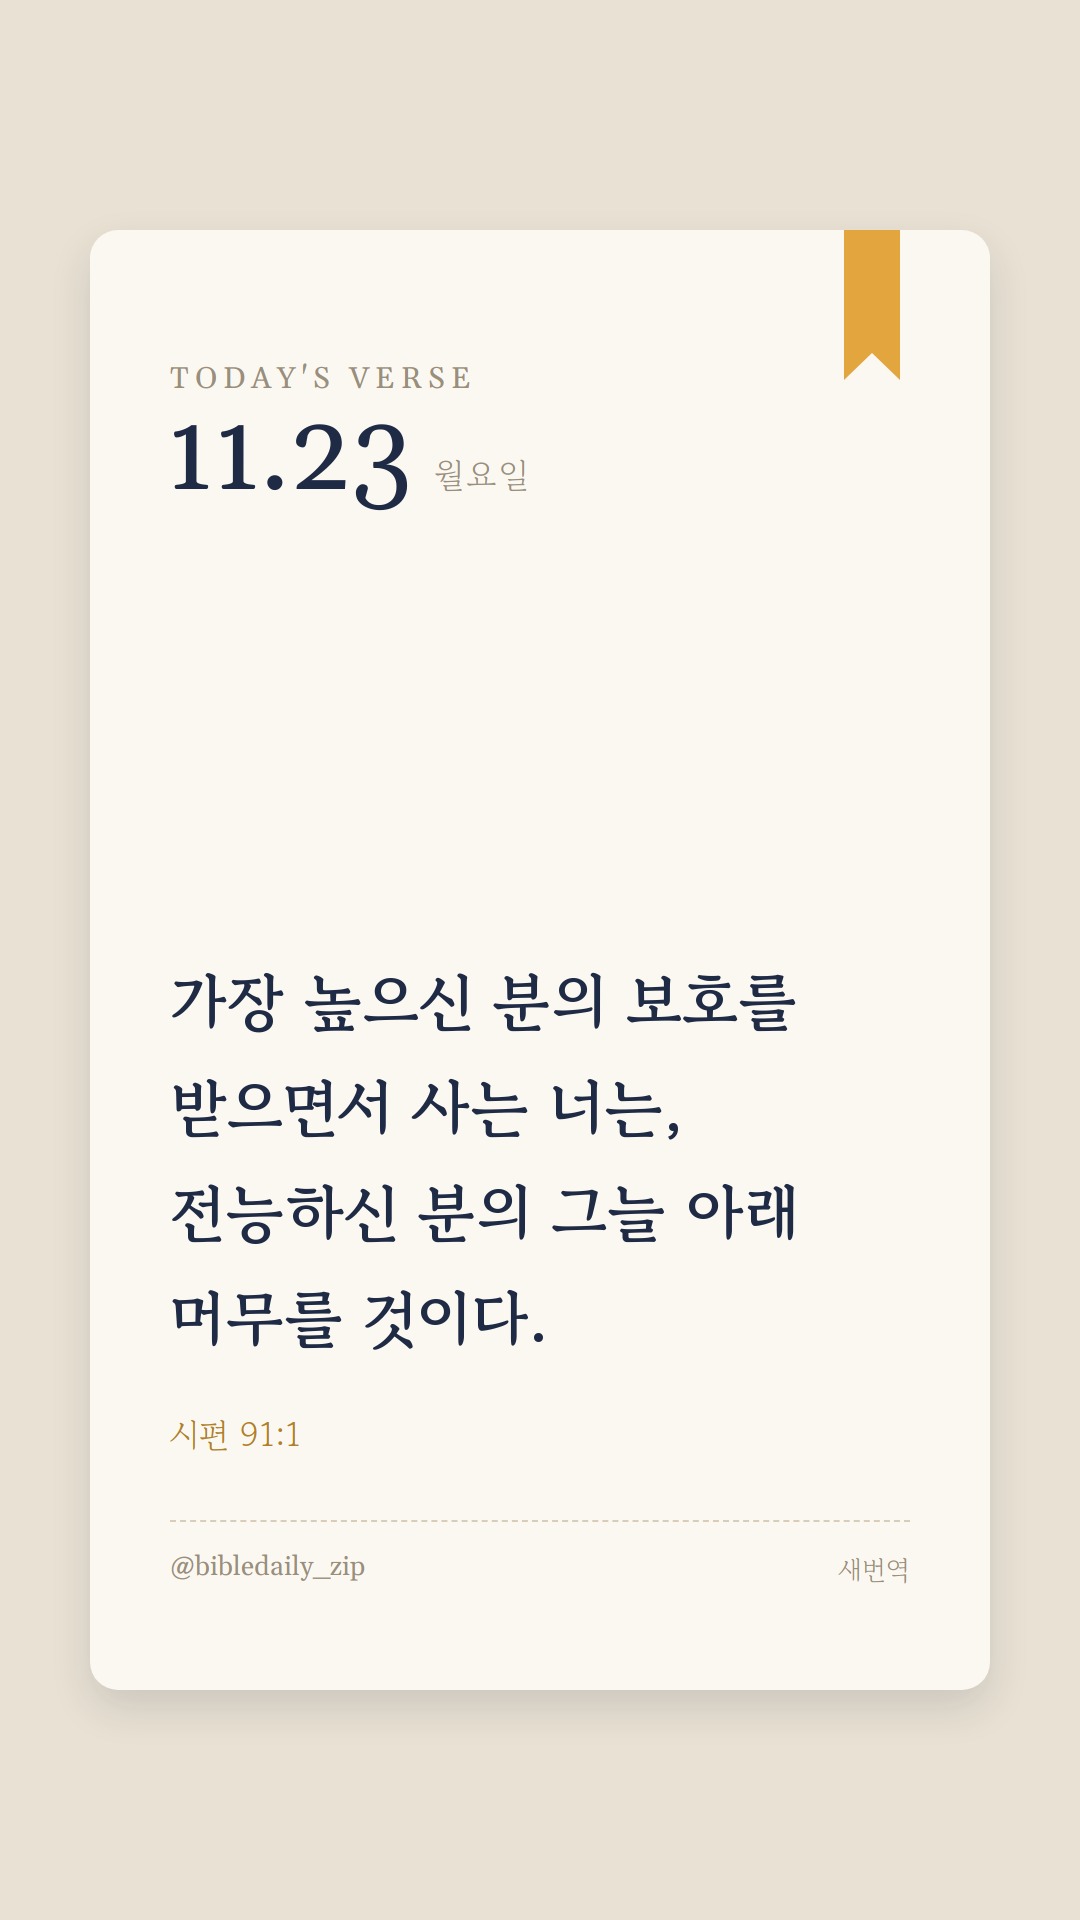 TODAY'S VERSE
11.23 월요일
가장 높으신 분의 보호를
받으면서 사는 너는,
전능하신 분의 그늘 아래
머무를 것이다.
시편 91:1
@bibledaily_zip 새번역